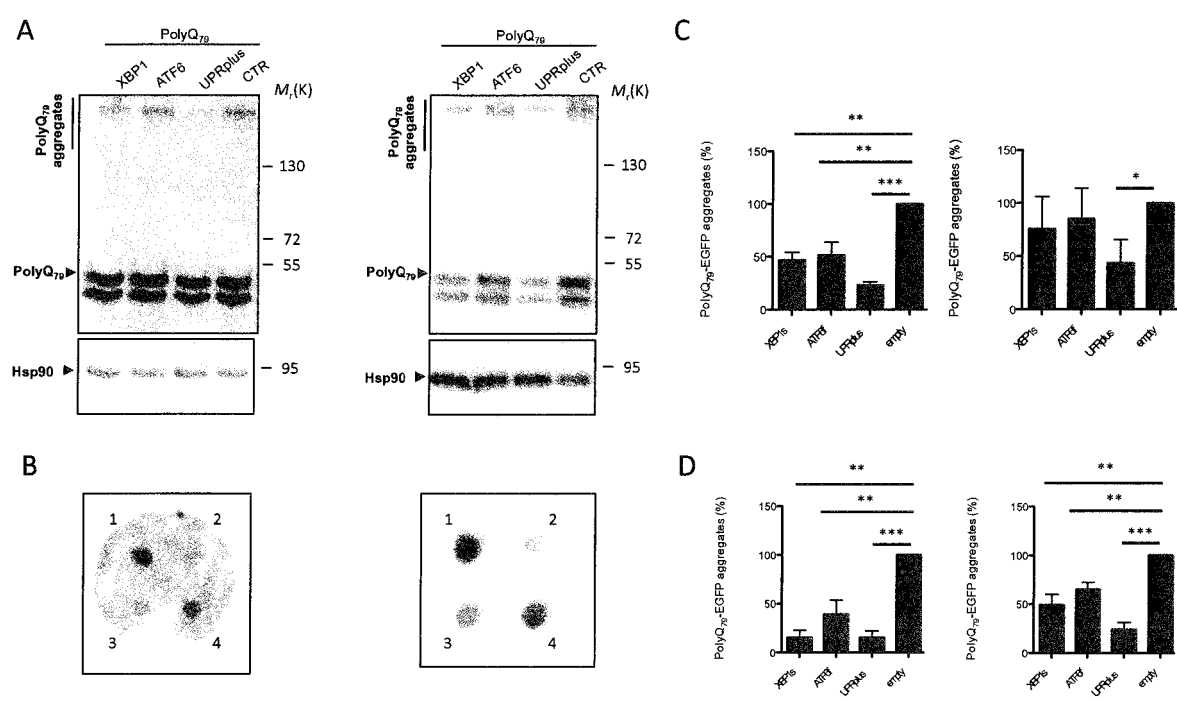 A
PolyQ79
XBP1 ATF6 UPRplus CTR
Mr(K)
PolyQ79 aggregates
– 130
– 72
– 55
PolyQ79
Hsp90
– 95
PolyQ79
XBP1 ATF6 UPRplus CTR
Mr(K)
PolyQ79 aggregates
– 130
– 72
– 55
PolyQ79
Hsp90
– 95
B
1 2
3 4
1 2
3 4
C
PolyQ79-EGFP aggregates (%)
150
100
50
0
**
**
***
XBP1s ATF6f UPRplus empty
PolyQ79-EGFP aggregates (%)
150
100
50
0
*
XBP1s ATF6f UPRplus empty
D
PolyQ79-EGFP aggregates (%)
150
100
50
0
**
**
***
XBP1s ATF6f UPRplus empty
PolyQ79-EGFP aggregates (%)
150
100
50
0
**
**
***
XBP1s ATF6f UPRplus empty